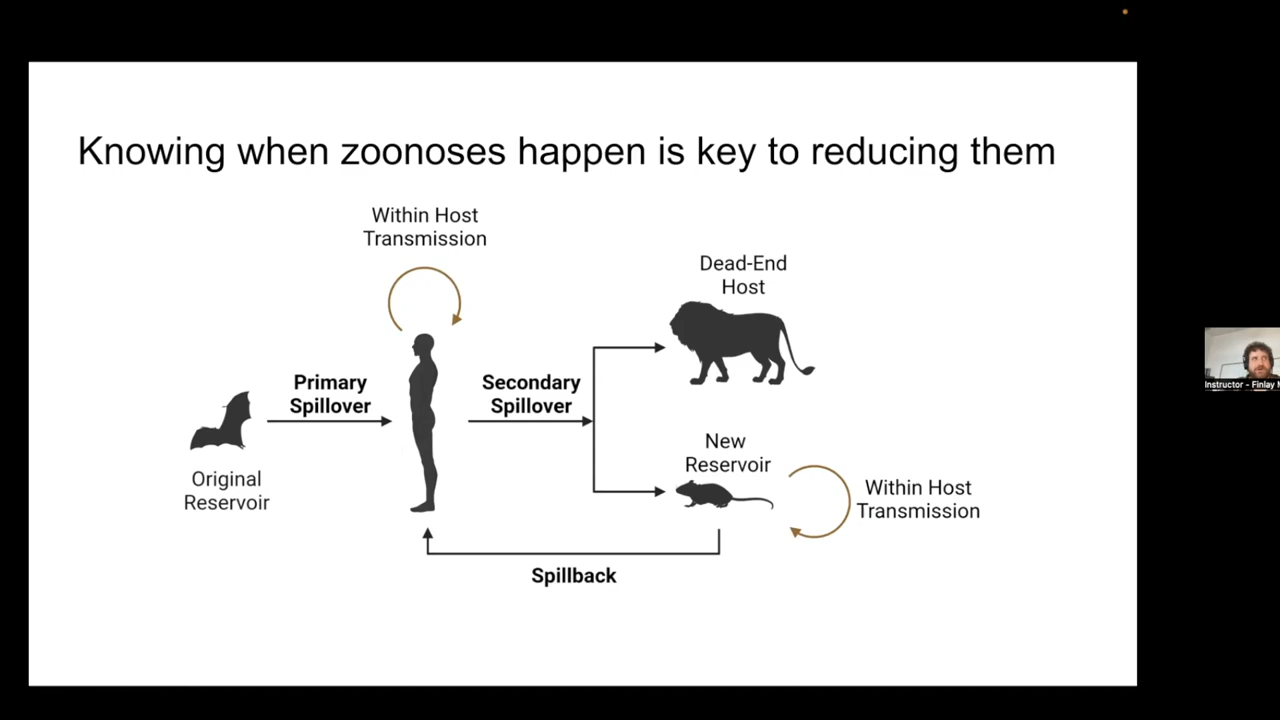 Knowing when zoonoses happen is key to reducing them
Within Host
Transmission
Dead-End
Host
Primary
Spillover
Secondary
Spillover
Original
Reservoir
New
Reservoir
Within Host
Transmission
Spillback
Instructor - Finlay M